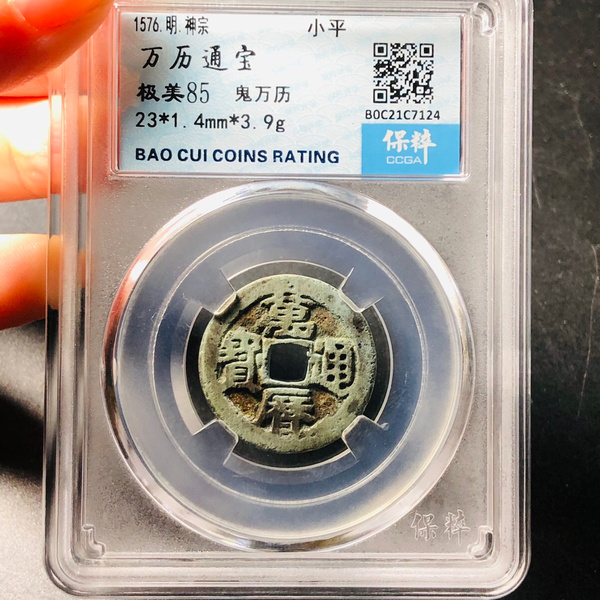 1576.明.神宗 小平
万历通宝
极美85 鬼万历
23*1.4mm*3.9g
BAO CUI COINS RATING
B0C21C7124
保粹
CCGA
萬曆通寶
保粹